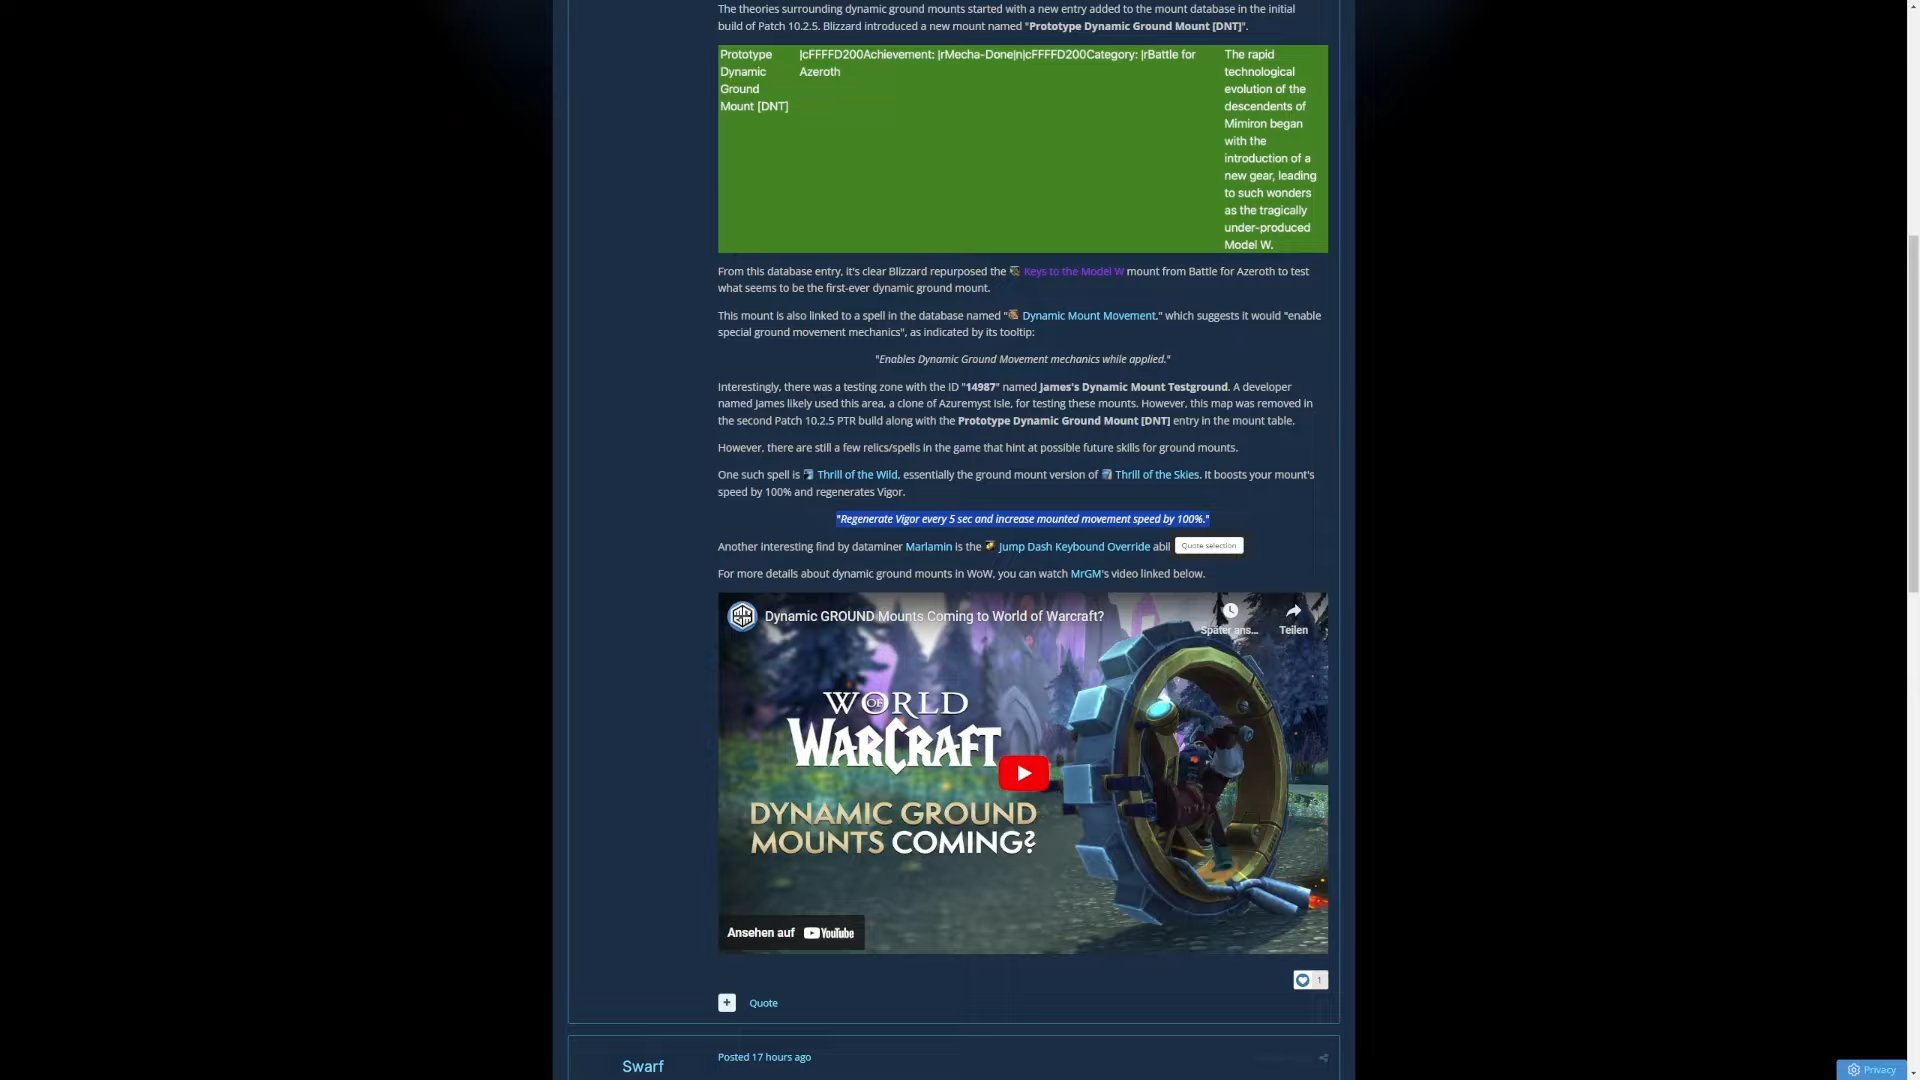 The theories surrounding dynamic ground mounts started with a new entry added to the mount database in the initial
build of Patch 10.2.5. Blizzard introduced a new mount named "Prototype Dynamic Ground Mount [DNT]".
Prototype
Dynamic
Ground
Mount [DNT]
|cFFFFD200Achievement: |rMecha-Done|n|cFFFFD200Category: |rBattle for
Azeroth
The rapid
technological
evolution of the
descendents of
Mimiron began
with the
introduction of a
new gear, leading
to such wonders
as the tragically
under-produced
Model W.
From this database entry, it's clear Blizzard repurposed the Keys to the Model W mount from Battle for Azeroth to test
what seems to be the first-ever dynamic ground mount.
This mount is also linked to a spell in the database named "Dynamic Mount Movement." which suggests it would "enable
special ground movement mechanics", as indicated by its tooltip:
"Enables Dynamic Ground Movement mechanics while applied."
Interestingly, there was a testing zone with the ID "14987" named James's Dynamic Mount Testground. A developer
named James likely used this area, a clone of Azuremyst Isle, for testing these mounts. However, this map was removed in
the second Patch 10.2.5 PTR build along with the Prototype Dynamic Ground Mount [DNT] entry in the mount table.
However, there are still a few relics/spells in the game that hint at possible future skills for ground mounts.
One such spell is Thrill of the Wild, essentially the ground mount version of Thrill of the Skies. It boosts your mount's
speed by 100% and regenerates Vigor.
"Regenerate Vigor every 5 sec and increase mounted movement speed by 100%."
Another interesting find by dataminer Marlamin is the Jump Dash Keybound Override abil
Quote selection
For more details about dynamic ground mounts in WoW, you can watch MrGM's video linked below.
Dynamic GROUND Mounts Coming to World of Warcraft?
Später ans...
Teilen
WORLD
OF
WARCRAFT
DYNAMIC GROUND
MOUNTS COMING?
Ansehen auf YouTube
1
+ Quote
Swarf
Posted 17 hours ago
Privacy